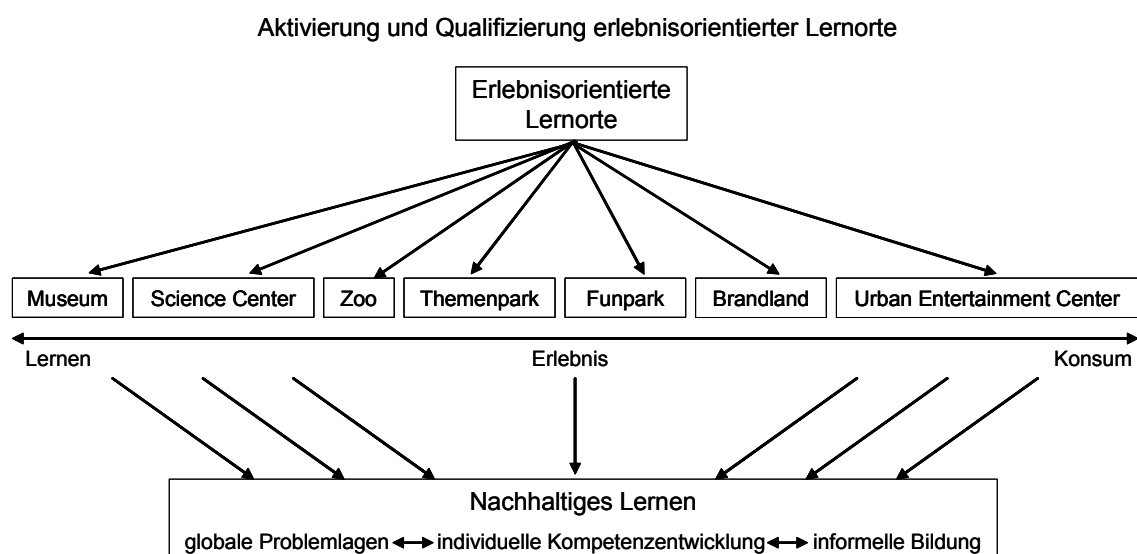 Aktivierung und Qualifizierung erlebnisorientierter Lernorte
Erlebnisorientierte
Lernorte
Museum Science Center Zoo Themenpark Funpark Brandland Urban Entertainment Center
Lernen Erlebnis Konsum
Nachhaltiges Lernen
globale Problemlagen individuelle Kompetenzentwicklung informelle Bildung